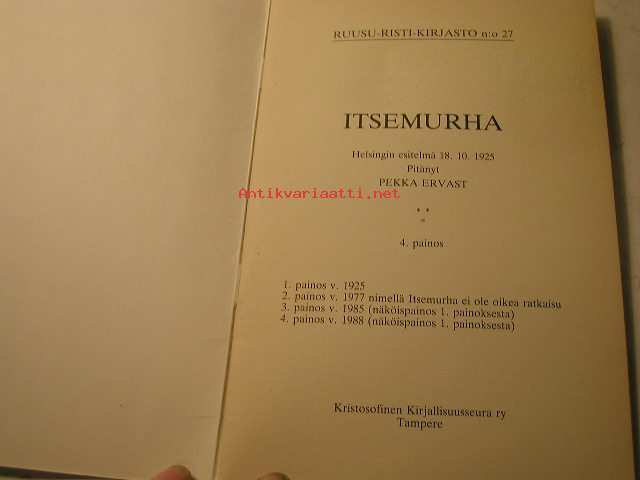 RUUSU-RISTI-KIRJASTO n:o 27
ITSEMURHA
Helsingin esitelmä 18. 10. 1925
Pitänyt
PEKKA ERVAST
Antikvariaatti.net
4. painos
1. painos v. 1925
2. painos v. 1977 nimellä Itsemurha ei ole oikea ratkaisu
3. painos v. 1985 (näköispainos 1. painoksesta)
4. painos v. 1988 (näköispainos 1. painoksesta)
Kristosofinen Kirjallisuusseura ry
Tampere